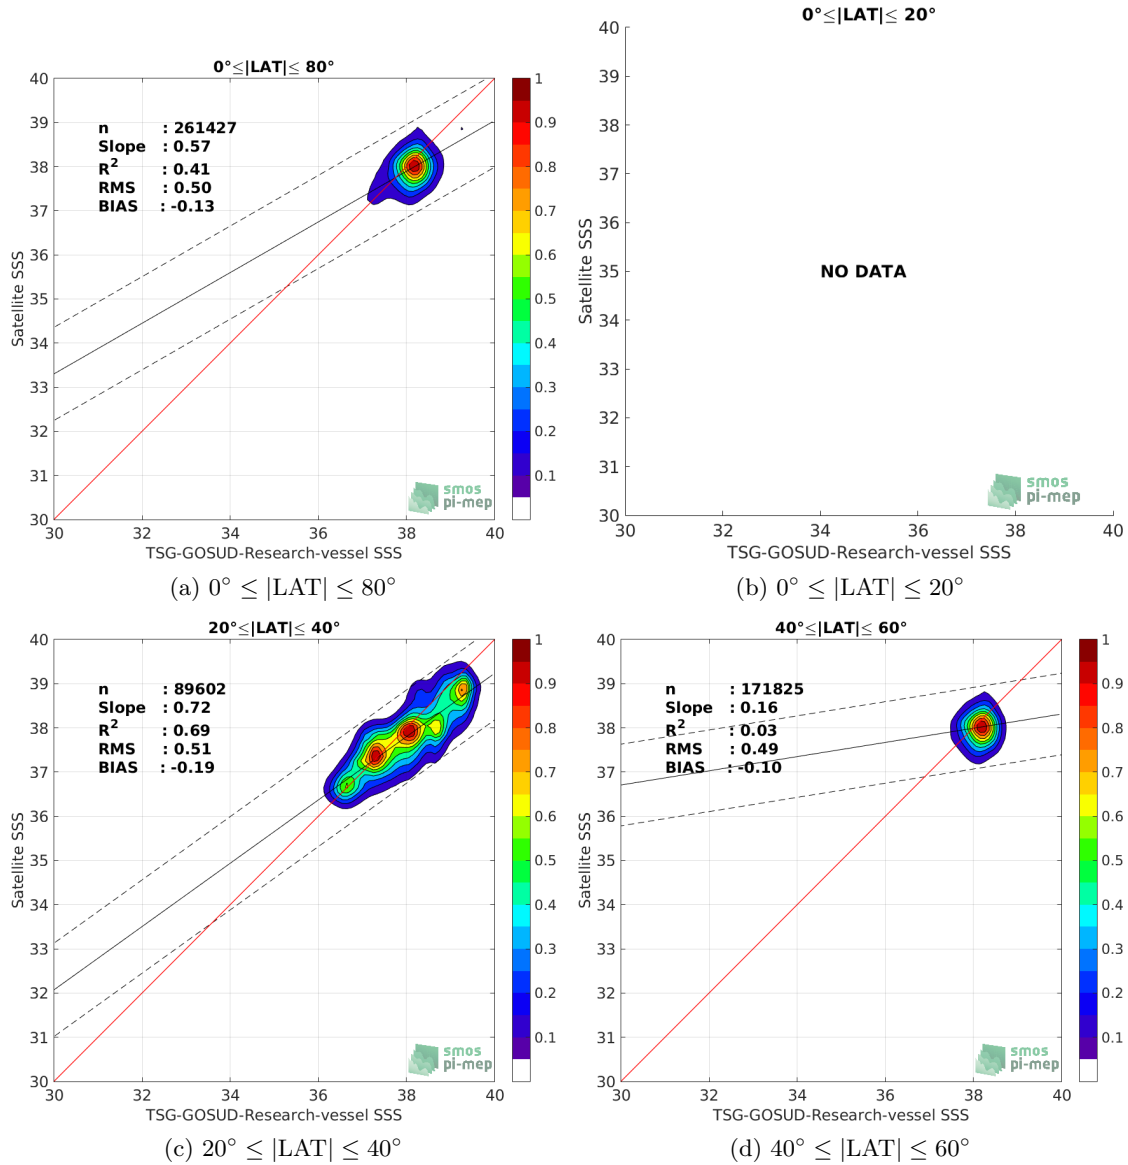 0°≤|LAT|≤ 80°
40
39
38
37
36
35
34
33
32
31
30
Satellite SSS
n : 261427
Slope : 0.57
R2 : 0.41
RMS : 0.50
BIAS : -0.13
smos
pi-mep
30 32 34 36 38 40
TSG-GOSUD-Research-vessel SSS
1
0.9
0.8
0.7
0.6
0.5
0.4
0.3
0.2
0.1
(a) 0° ≤ |LAT| ≤ 80°
0°≤|LAT|≤ 20°
40
39
38
37
36
35
34
33
32
31
30
Satellite SSS
NO DATA
smos
pi-mep
30 32 34 36 38 40
TSG-GOSUD-Research-vessel SSS
(b) 0° ≤ |LAT| ≤ 20°
20°≤|LAT|≤ 40°
40
39
38
37
36
35
34
33
32
31
30
Satellite SSS
n : 89602
Slope : 0.72
R2 : 0.69
RMS : 0.51
BIAS : -0.19
smos
pi-mep
30 32 34 36 38 40
TSG-GOSUD-Research-vessel SSS
1
0.9
0.8
0.7
0.6
0.5
0.4
0.3
0.2
0.1
(c) 20° ≤ |LAT| ≤ 40°
40°≤|LAT|≤ 60°
40
39
38
37
36
35
34
33
32
31
30
Satellite SSS
n : 171825
Slope : 0.16
R2 : 0.03
RMS : 0.49
BIAS : -0.10
smos
pi-mep
30 32 34 36 38 40
TSG-GOSUD-Research-vessel SSS
1
0.9
0.8
0.7
0.6
0.5
0.4
0.3
0.2
0.1
(d) 40° ≤ |LAT| ≤ 60°